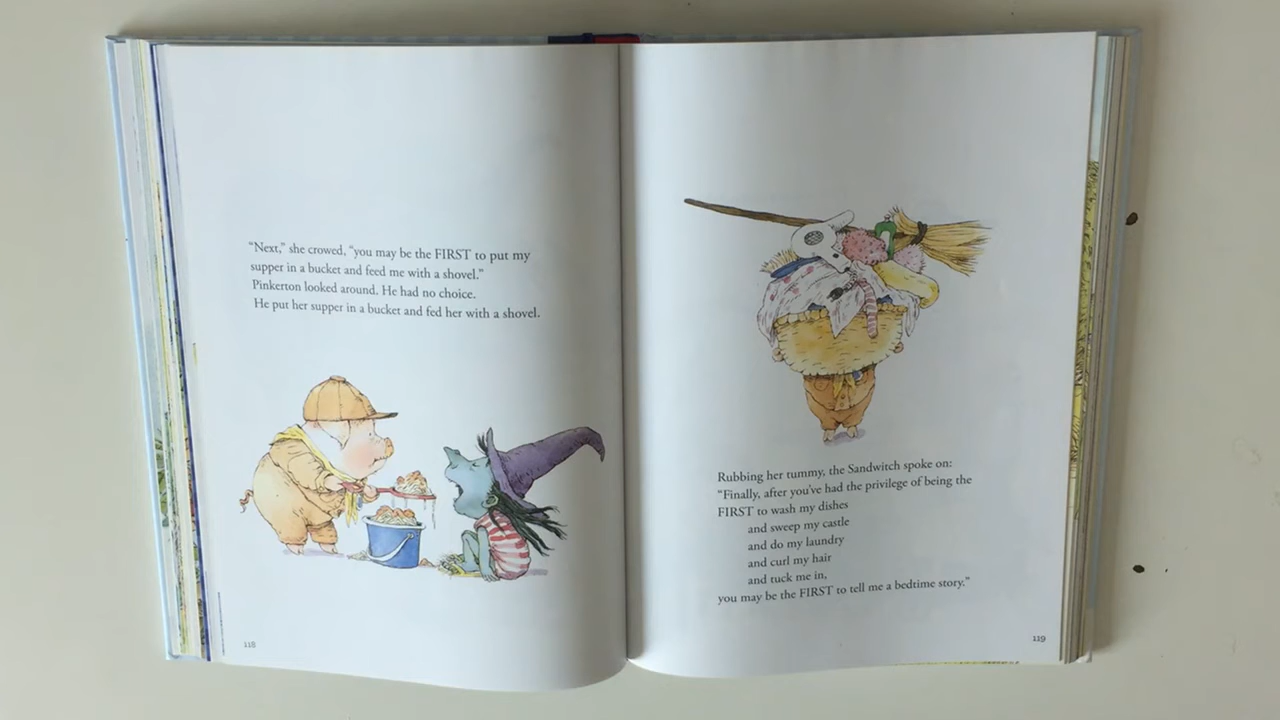 “Next,” she crowed, “you may be the FIRST to put my
supper in a bucket and feed me with a shovel.”
Pinkerton looked around. He had no choice.
He put her supper in a bucket and fed her with a shovel.
118
Rubbing her tummy, the Sandwitch spoke on:
“Finally, after you’ve had the privilege of being the
FIRST to wash my dishes
and sweep my castle
and do my laundry
and curl my hair
and tuck me in,
you may be the FIRST to tell me a bedtime story.”
119